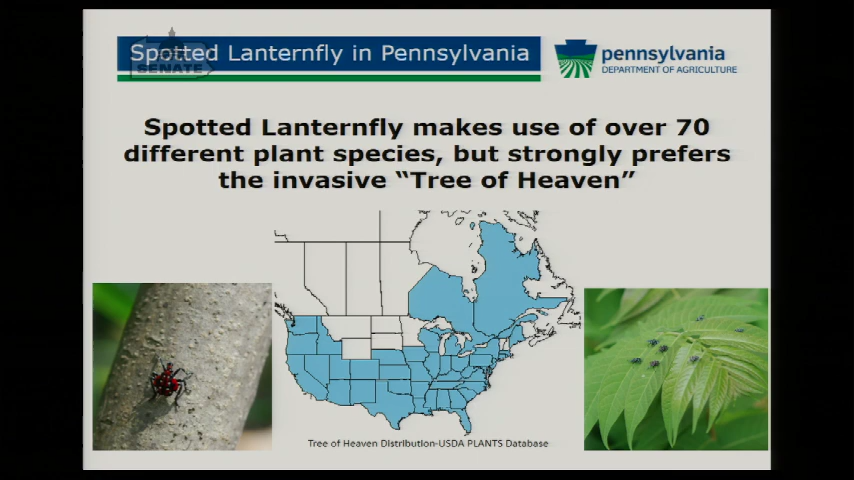 Spotted Lanternfly in Pennsylvania
SENATE
pennsylvania
DEPARTMENT OF AGRICULTURE
Spotted Lanternfly makes use of over 70
different plant species, but strongly prefers
the invasive “Tree of Heaven”
Tree of Heaven Distribution-USDA PLANTS Database